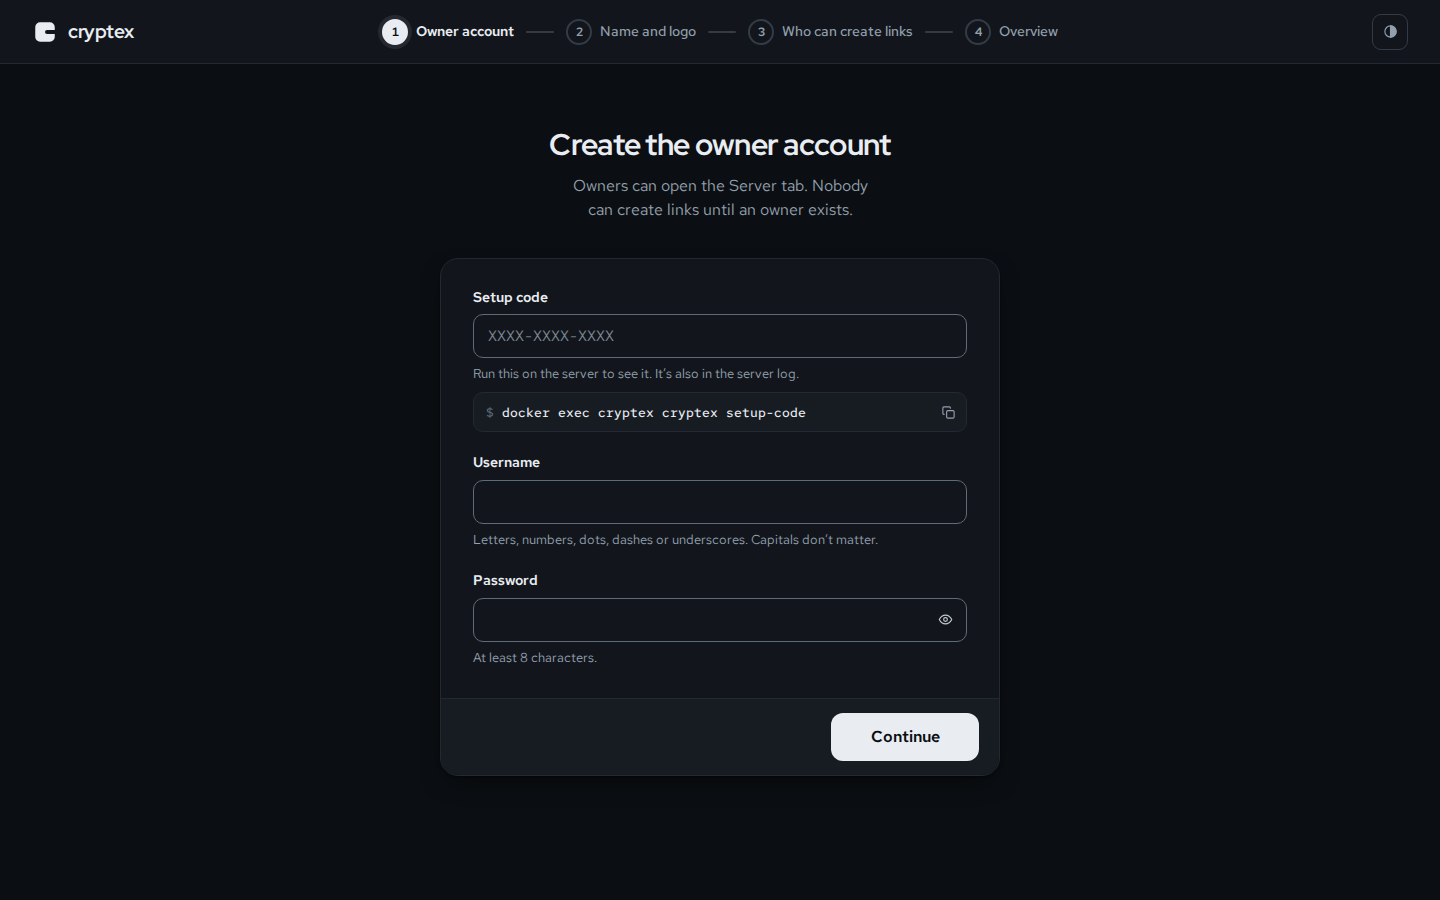 cryptex
1 Owner account
2 Name and logo
3 Who can create links
4 Overview
Create the owner account
Owners can open the Server tab. Nobody
can create links until an owner exists.
Setup code
XXXX-XXXX-XXXX
Run this on the server to see it. It’s also in the server log.
$ docker exec cryptex cryptex setup-code
Username
Letters, numbers, dots, dashes or underscores. Capitals don’t matter.
Password
At least 8 characters.
Continue